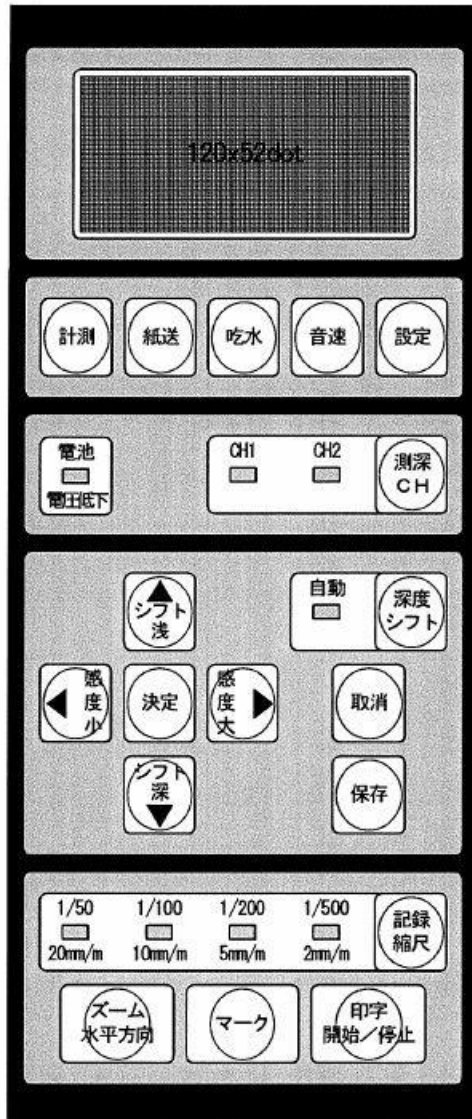 120x52dot
計測 紙送 吃水 音速 設定
電池
電圧低下
CH1 CH2
測深
CH
シフト
浅
自動
深度
シフト
感
度
小
決定
感
度
大
取消
シフト
深
保存
1/50 1/100 1/200 1/500
20mm/m 10mm/m 5mm/m 2mm/m
記録
縮尺
ズーム
水平方向
マーク
印字
開始/停止